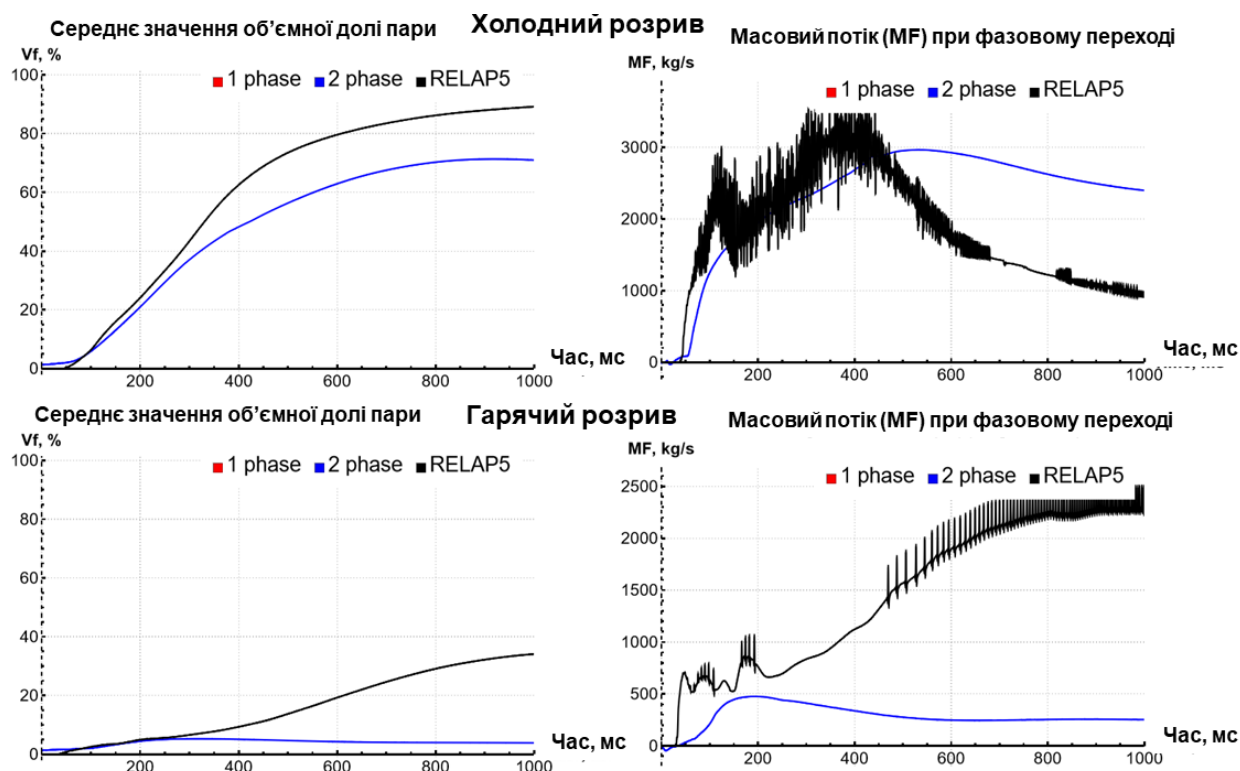 Холодний розрив
Середнє значення об’ємної долі пари
Vf, %
1 phase 2 phase RELAP5
100
80
60
40
20
0
200 400 600 800 1000
Час, мс
Масовий потік (MF) при фазовому переході
MF, kg/s
1 phase 2 phase RELAP5
3000
2000
1000
0
200 400 600 800 1000
Час, мс
Гарячий розрив
Середнє значення об’ємної долі пари
Vf, %
1 phase 2 phase RELAP5
100
80
60
40
20
0
200 400 600 800 1000
Час, мс
Масовий потік (MF) при фазовому переході
MF, kg/s
1 phase 2 phase RELAP5
2500
2000
1500
1000
500
0
200 400 600 800 1000
Час, мс